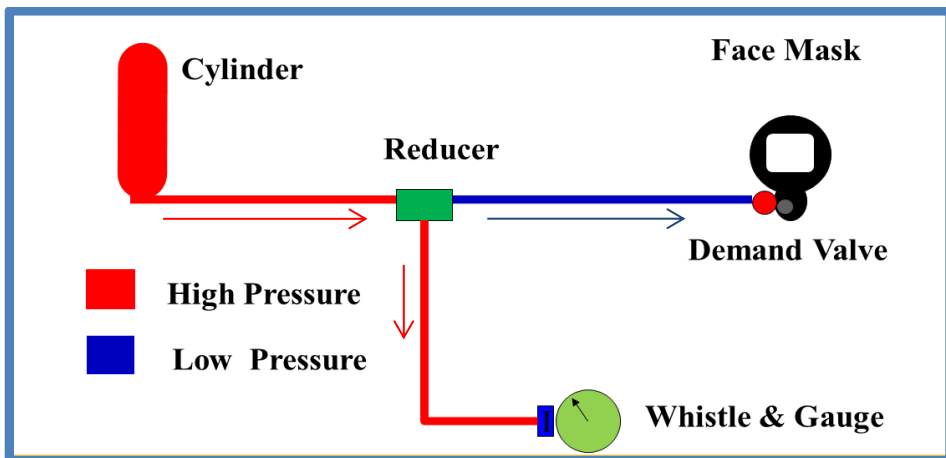 Face Mask
Cylinder
Reducer
Demand Valve
High Pressure
Low Pressure
Whistle & Gauge